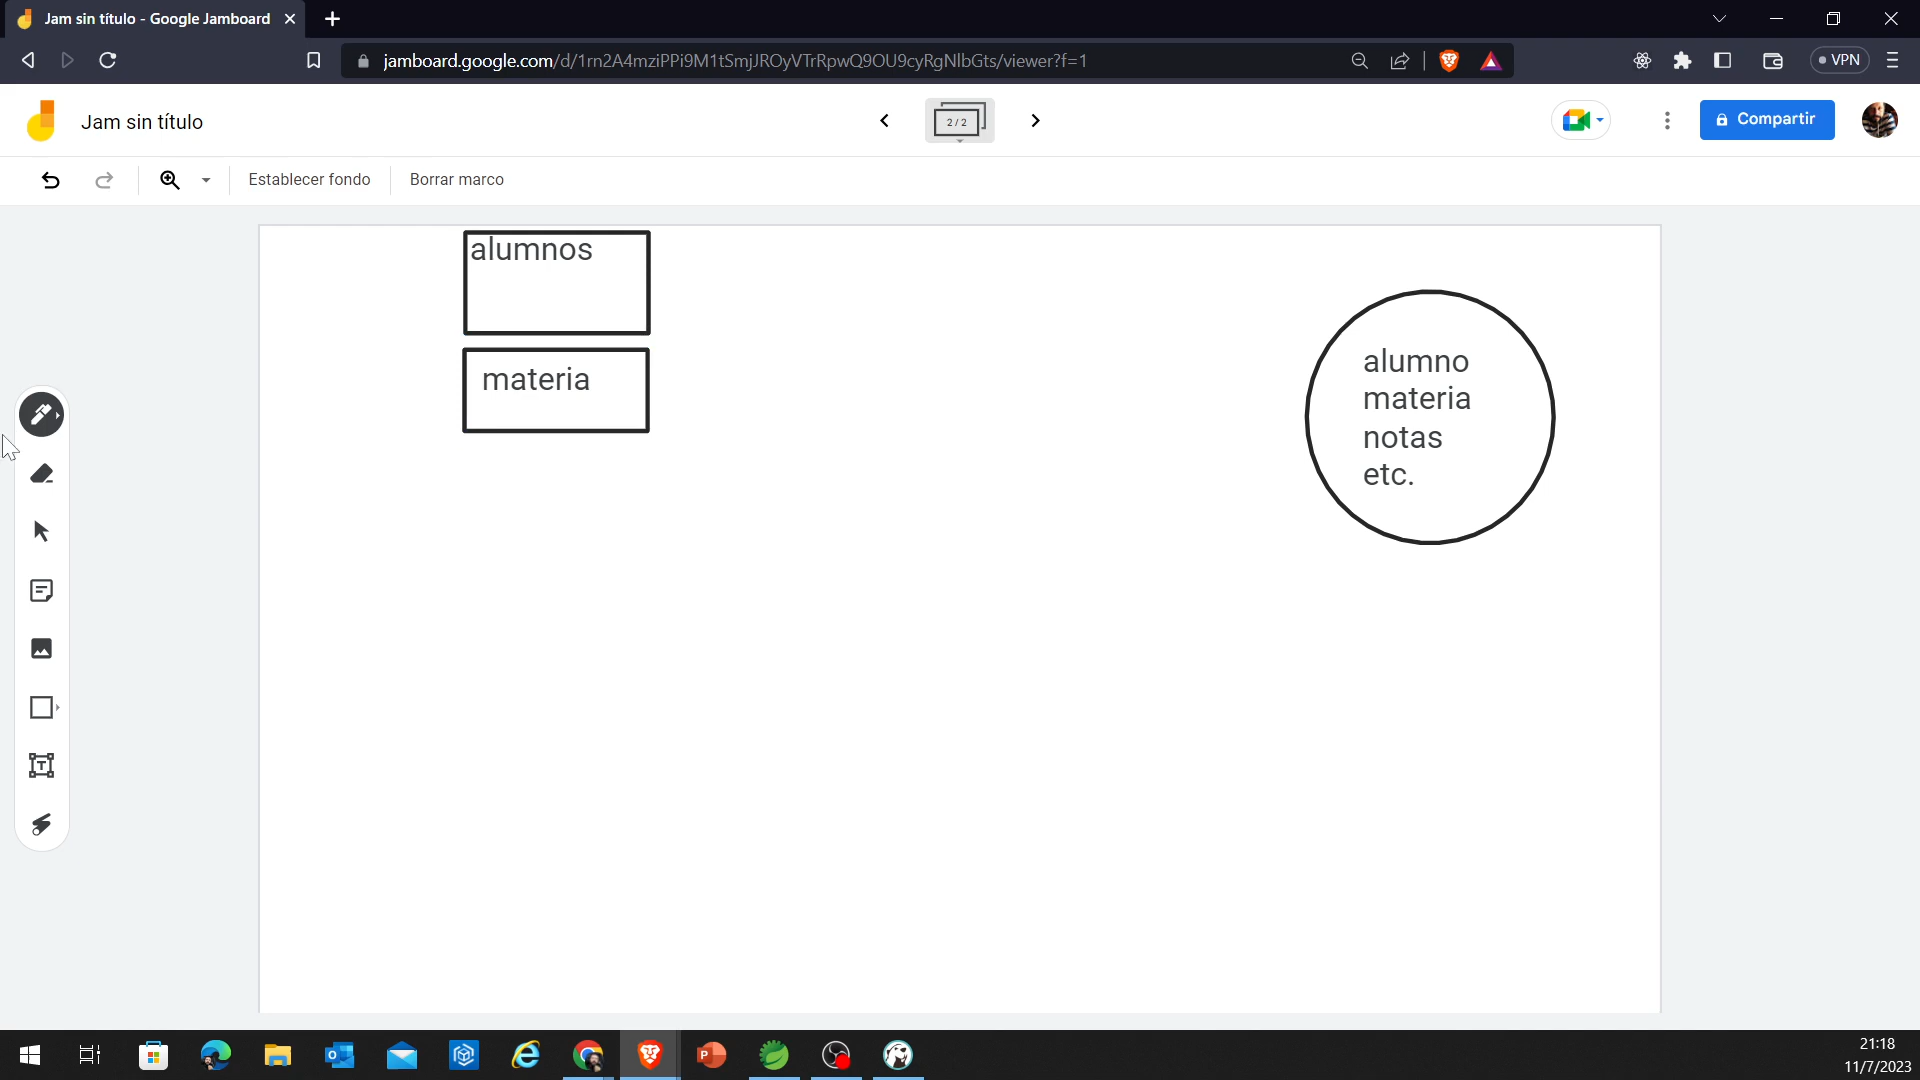 Jam sin título - Google Jamboard
jamboard.google.com/d/1rn2A4mziPPi9M1tSmjJROyVTrRpwQ9OU9cyRgNlbGts/viewer?f=1
VPN
Jam sin título
2 / 2
Compartir
Establecer fondo
Borrar marco
alumnos
materia
alumno
materia
notas
etc.
21:18
11/7/2023